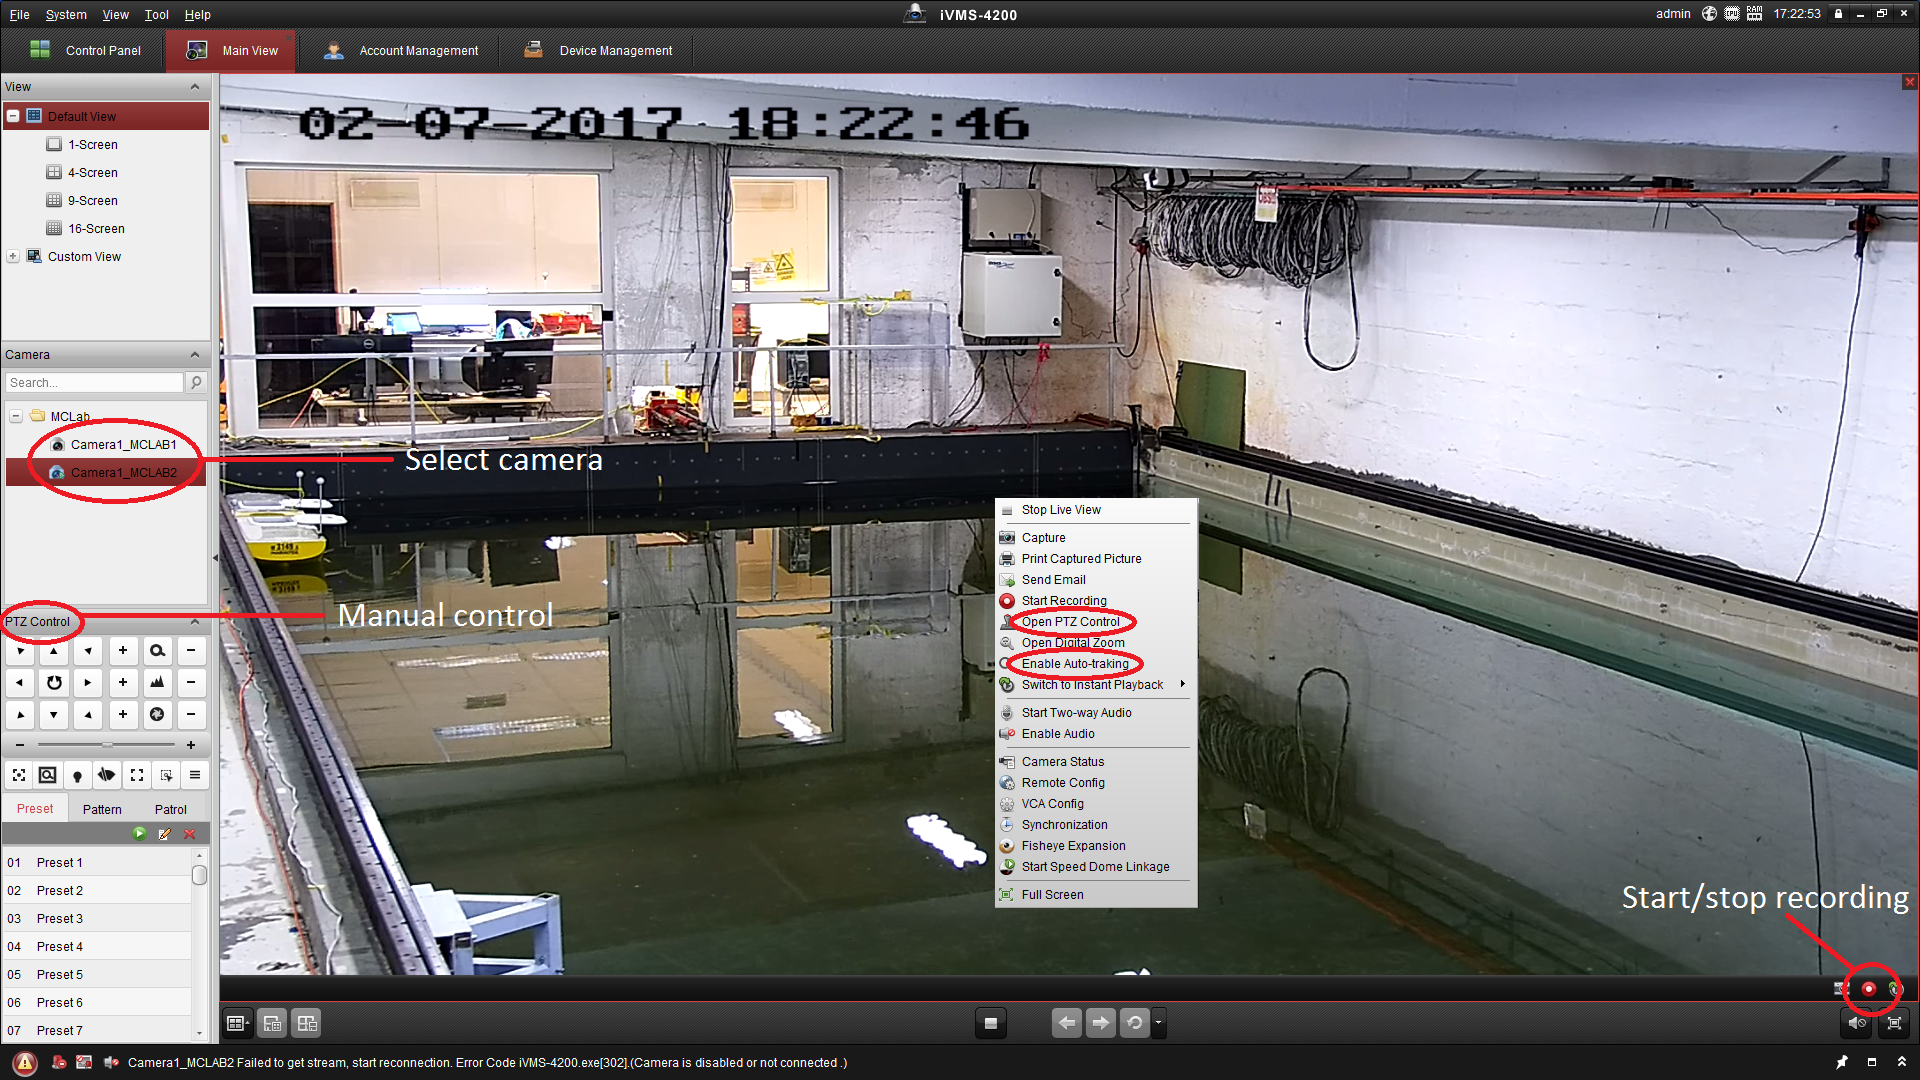 File System View Tool Help
iVMS-4200
admin CPU RAM 17:22:53
Control Panel Main View Account Management Device Management
View
Default View
1-Screen
4-Screen
9-Screen
16-Screen
Custom View
Camera
Search...
MCLab
Camera1_MCLAB1
Camera1_MCLAB2
PTZ Control
Preset Pattern Patrol
01 Preset 1
02 Preset 2
03 Preset 3
04 Preset 4
05 Preset 5
06 Preset 6
07 Preset 7
02-07-2017 18:22:46
Select camera
Manual control
Stop Live View
Capture
Print Captured Picture
Send Email
Start Recording
Open PTZ Control
Open Digital Zoom
Enable Auto-traking
Switch to Instant Playback
Start Two-way Audio
Enable Audio
Camera Status
Remote Config
VCA Config
Synchronization
Fisheye Expansion
Start Speed Dome Linkage
Full Screen
Start/stop recording
Camera1_MCLAB2 Failed to get stream, start reconnection. Error Code iVMS-4200.exe[302].(Camera is disabled or not connected .)